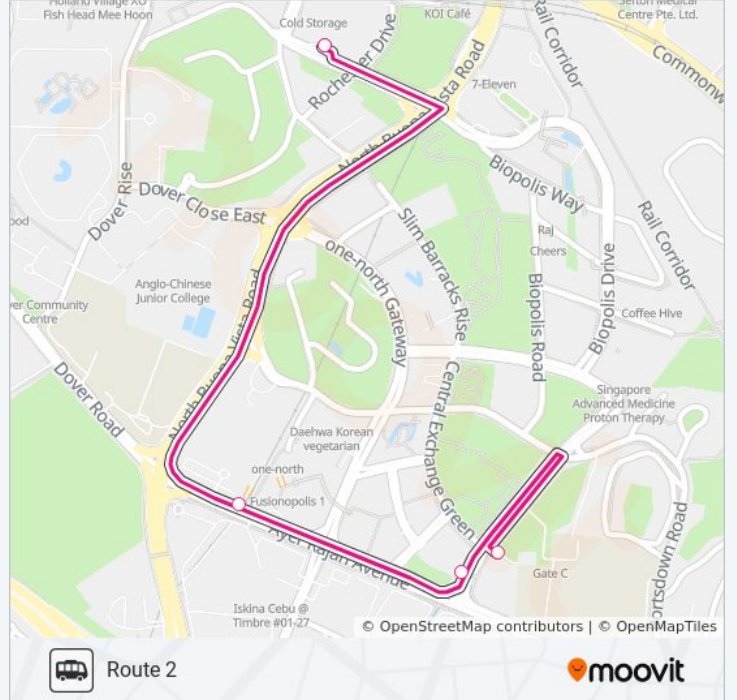 Holland Village XO
Fish Head Mee Hoon
Cold Storage
KOI Café
Centre Pte. Ltd.
Rochester Drive
Rail Corridor
Commonw
7-Eleven
North Buona Vista Road
Biopolis Way
Dover Rise
Dover Close East
Slim Barracks Rise
Raj
Cheers
Rail Corridor
ood
one-north Gateway
Biopolis Drive
Biopolis Road
Anglo-Chinese
Junior College
ver Community
Centre
North Buona Vista Road
Coffee Hive
Dover Road
Central Exchange Green
Singapore
Advanced Medicine
Proton Therapy
Daehwa Korean
vegetarian
one-north
Fusionopolis 1
Ayer Rajah Avenue
Gate C
ortsdown Road
Iskina Cebu @
Timbre #01-27
© OpenStreetMap contributors | © OpenMapTiles
Route 2
moovit